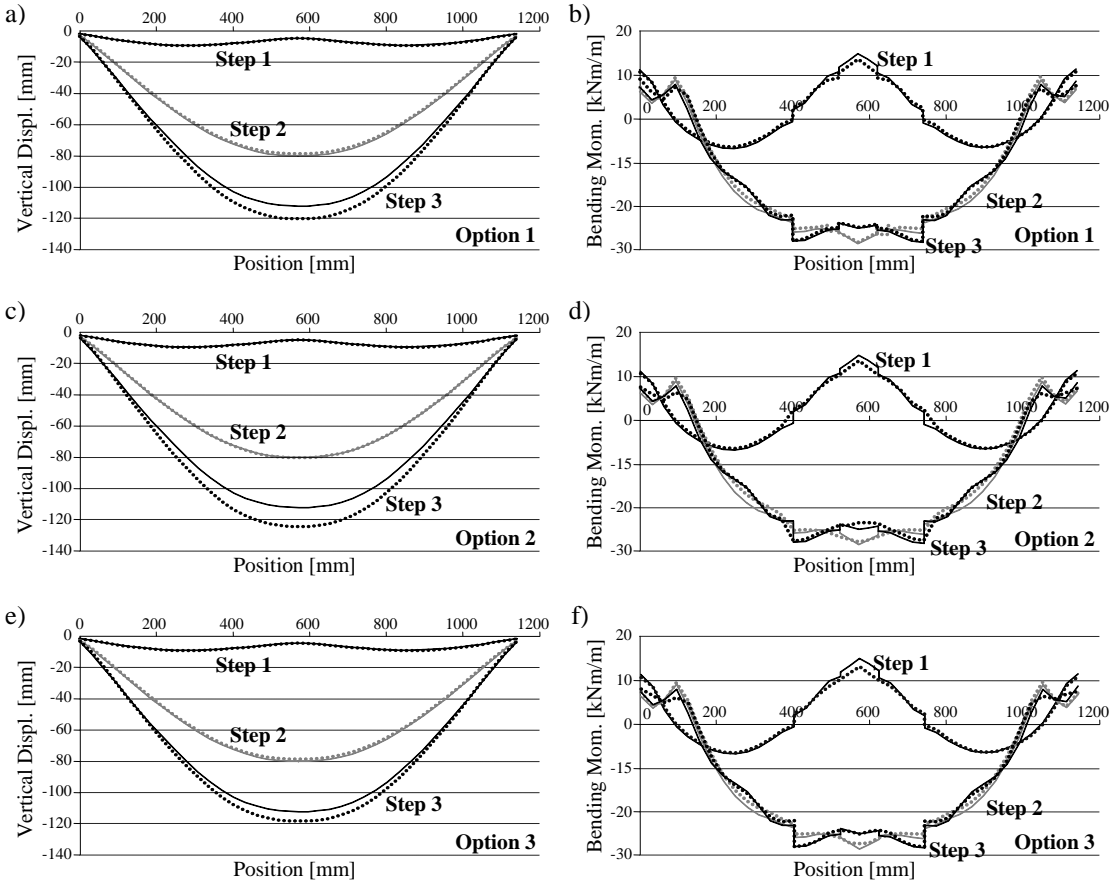 a)
0 200 400 600 800 1000 1200
0
-20
-40
-60
-80
-100
-120
-140
Vertical Displ. [mm]
Step 1
Step 2
Step 3
Option 1
Position [mm]
b)
20
10
0
-15
-20
-30
Bending Mom. [kNm/m]
0 200 400 600 800 1000 1200
Step 1
Step 2
Step 3
Option 1
Position [mm]
c)
0 200 400 600 800 1000 1200
0
-20
-40
-60
-80
-100
-120
-140
Vertical Displ. [mm]
Step 1
Step 2
Step 3
Option 2
Position [mm]
d)
20
10
0
-15
-20
-30
Bending Mom. [kNm/m]
0 200 400 600 800 1000 1200
Step 1
Step 2
Step 3
Option 2
Position [mm]
e)
0 200 400 600 800 1000 1200
0
-20
-40
-60
-80
-100
-120
-140
Vertical Displ. [mm]
Step 1
Step 2
Step 3
Option 3
Position [mm]
f)
20
10
0
-15
-20
-30
Bending Mom. [kNm/m]
0 200 400 600 800 1000 1200
Step 1
Step 2
Step 3
Option 3
Position [mm]